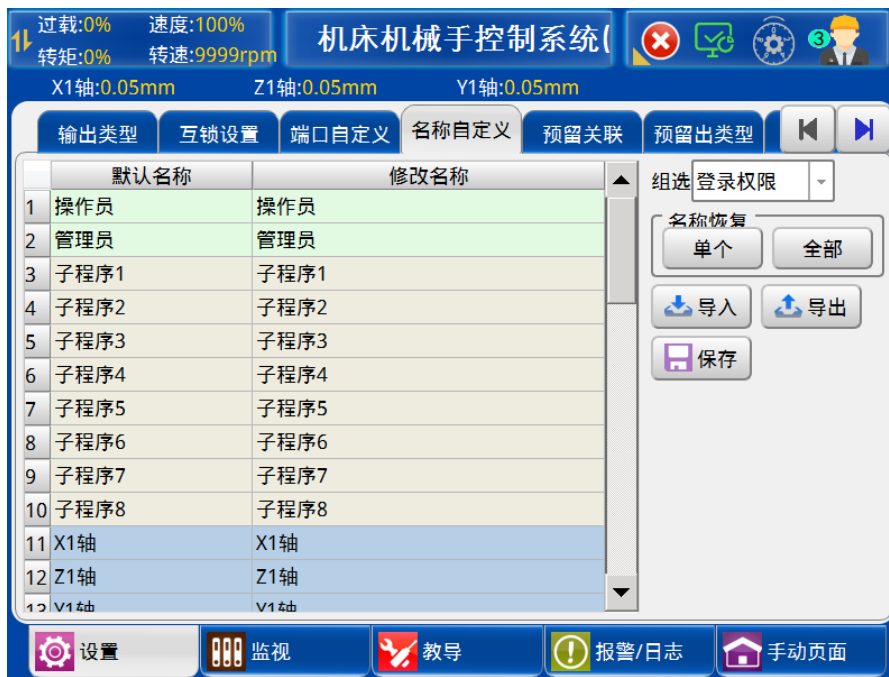 过载:0% 速度:100%
转矩:0% 转速:9999rpm
机床机械手控制系统(
3
X1轴:0.05mm Z1轴:0.05mm Y1轴:0.05mm
输出类型 互锁设置 端口自定义 名称自定义 预留关联 预留出类型
默认名称 修改名称
1 操作员 操作员
2 管理员 管理员
3 子程序1 子程序1
4 子程序2 子程序2
5 子程序3 子程序3
6 子程序4 子程序4
7 子程序5 子程序5
8 子程序6 子程序6
9 子程序7 子程序7
10 子程序8 子程序8
11 X1轴 X1轴
12 Z1轴 Z1轴
13 Y1轴 Y1轴
组选 登录权限
名称恢复
单个 全部
导入 导出
保存
设置 监视 教导 报警/日志 手动页面